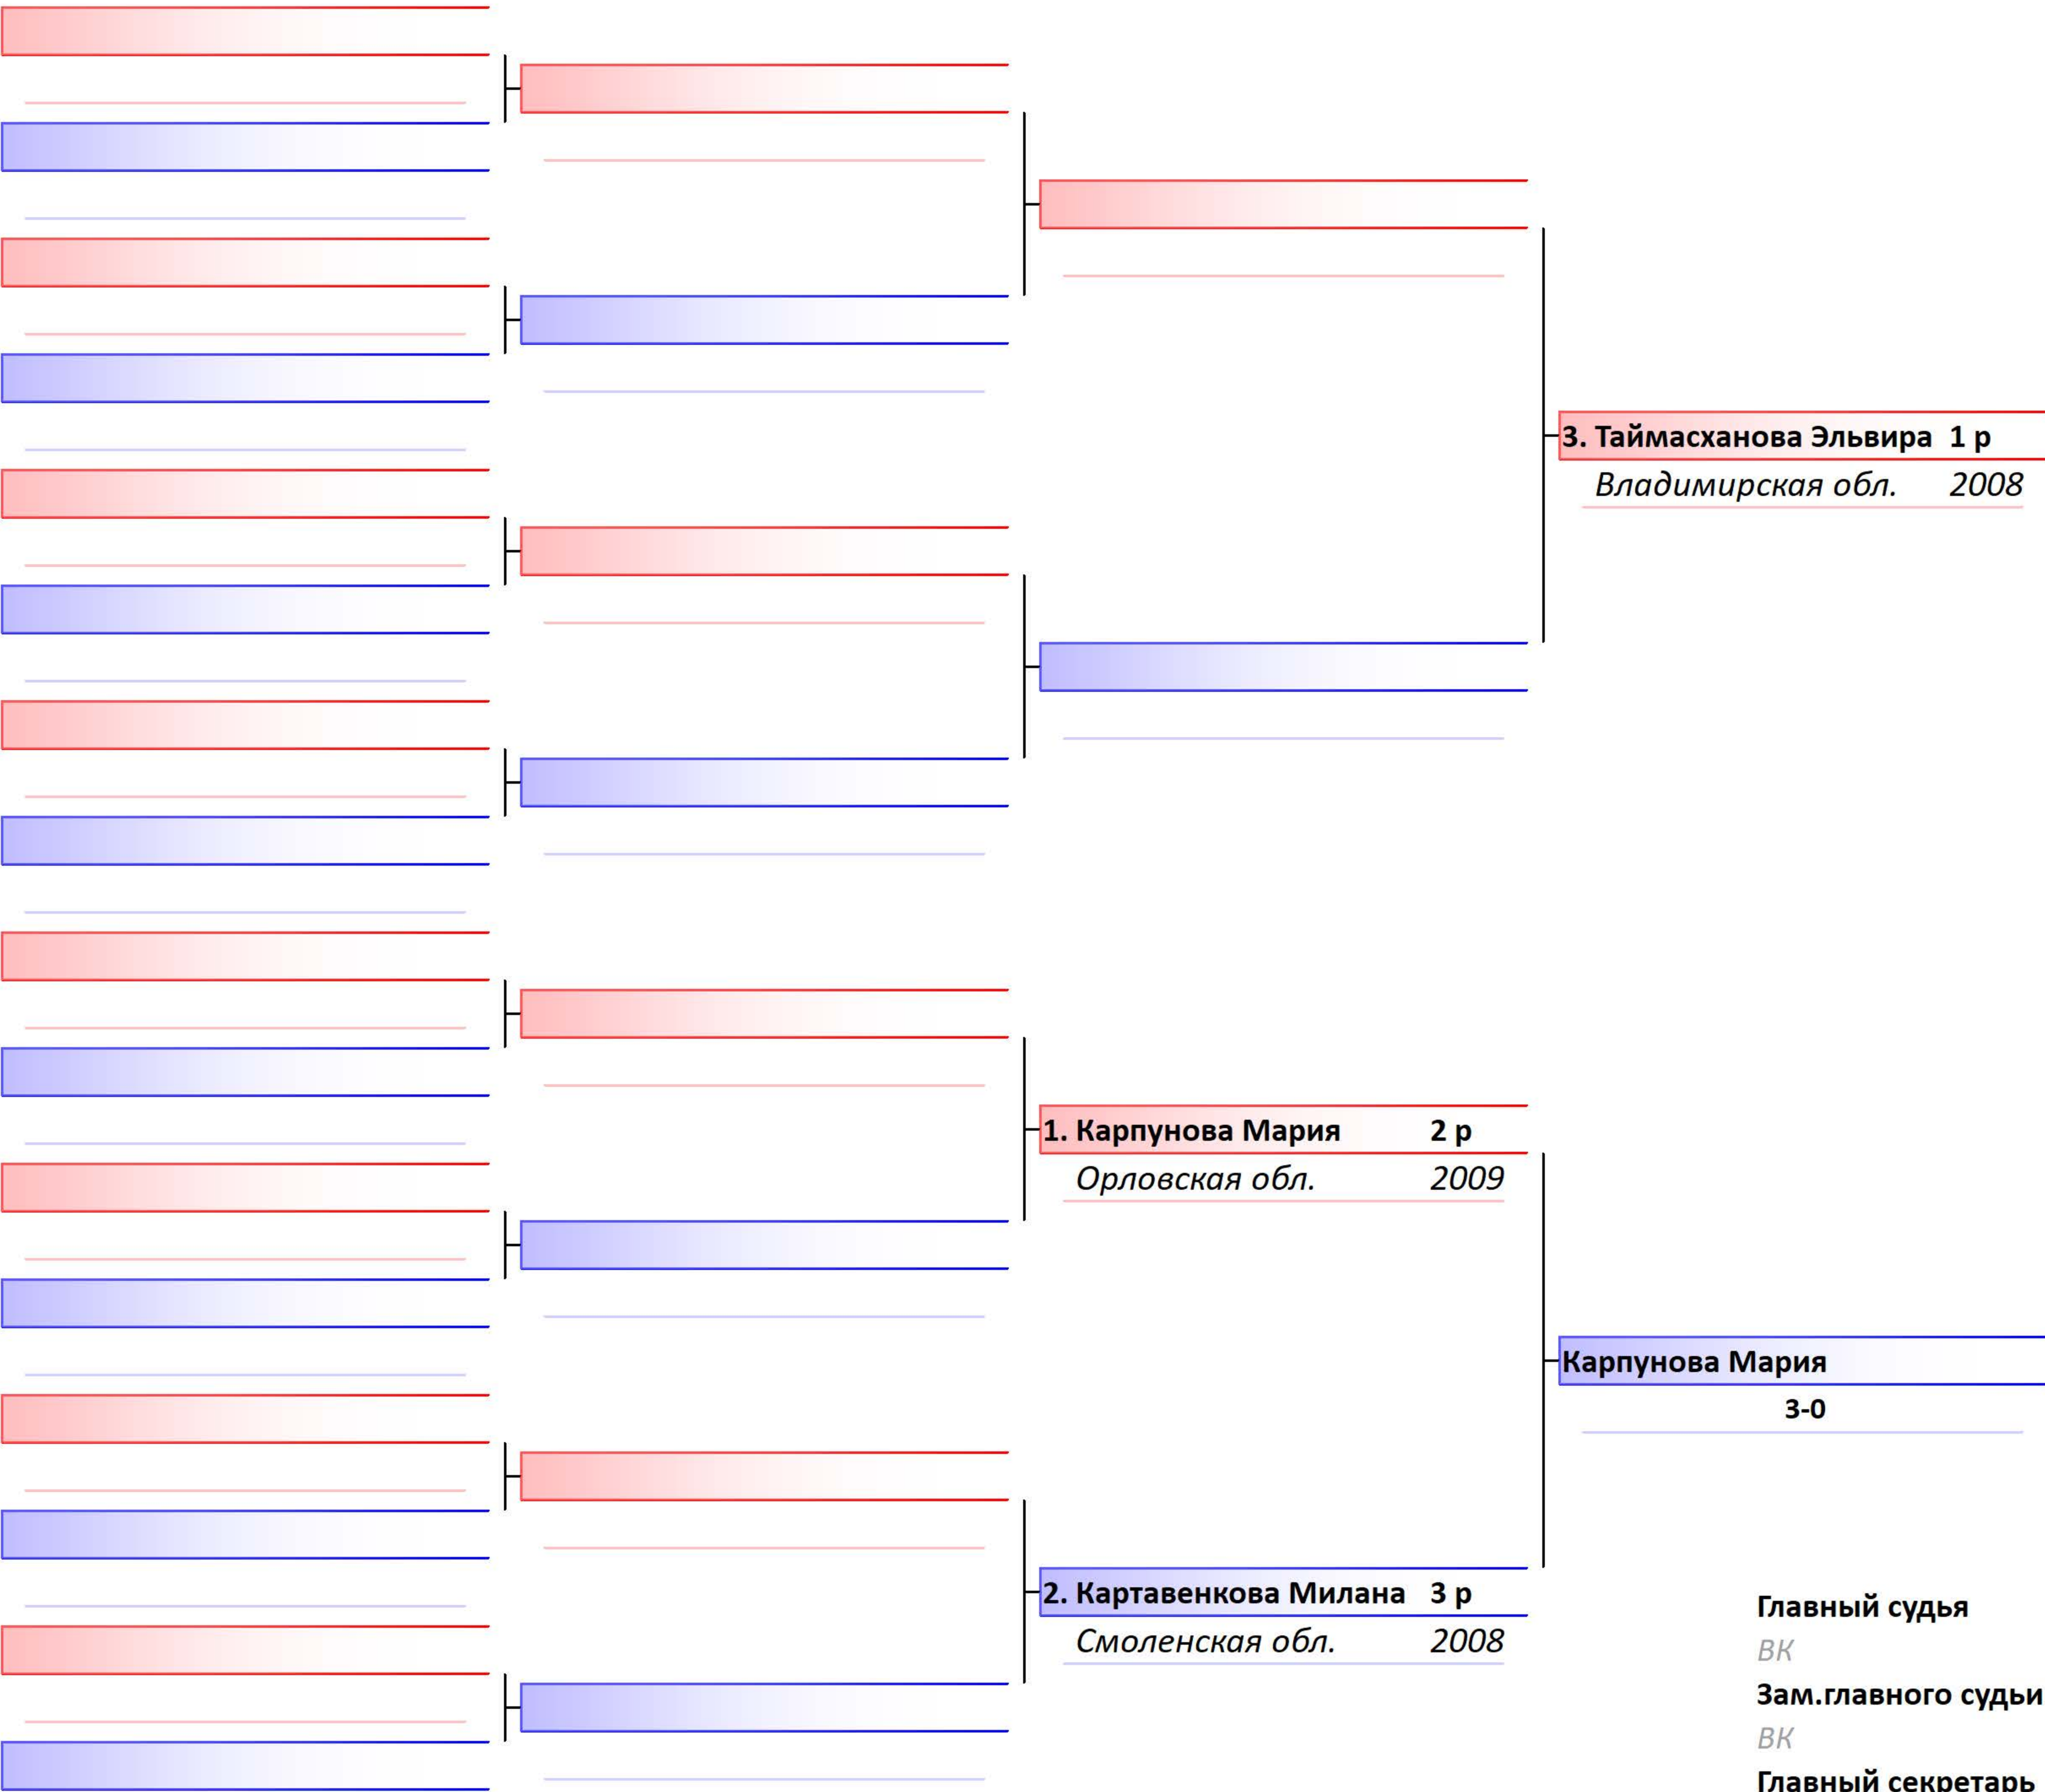 3. Таймасханова Эльвира 1 р
Владимирская обл. 2008
1. Карпунова Мария 2 р
Орловская обл. 2009
Карпунова Мария
3-0
2. Картавенкова Милана 3 р
Смоленская обл. 2008
Главный судья
ВК
Зам.главного судьи
ВК
Главный секретарь